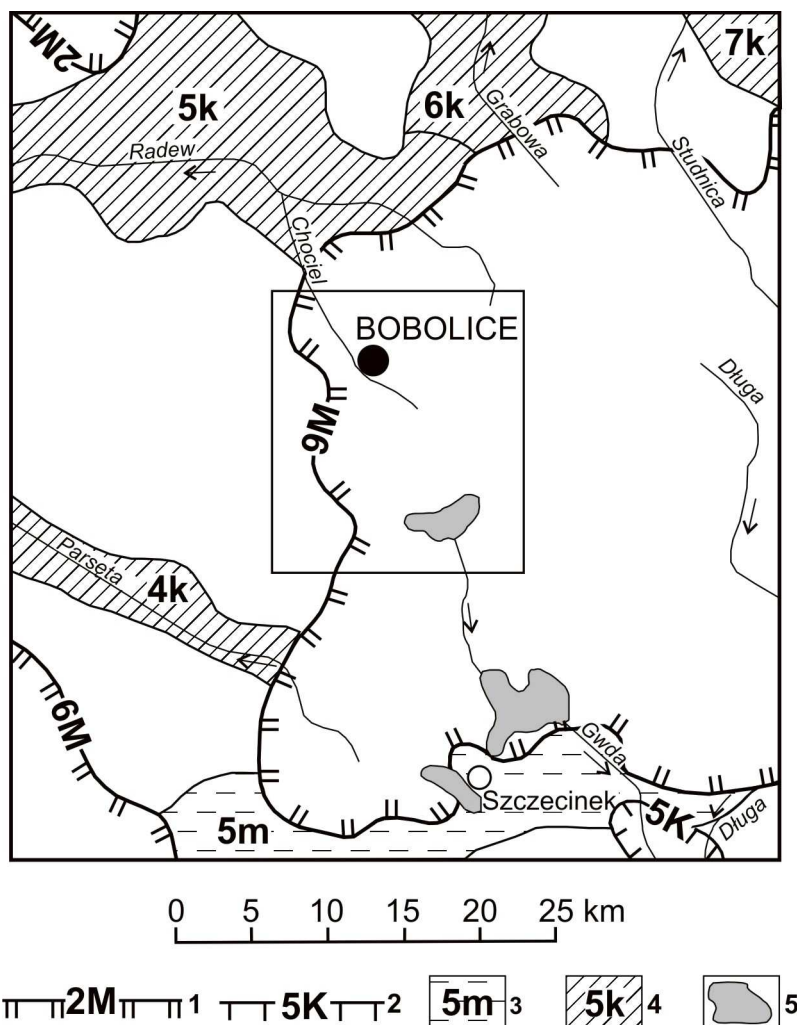 2M
5k
6k
7k
Radew
Grabowa
Studnica
Chociel
BOBOLICE
9M
Długa
Parseta
4k
6M
Gwda
Szczecinek
5m
5K
Długa
0 5 10 15 20 25 km
2M 1 5K 2 5m 3 5k 4 5